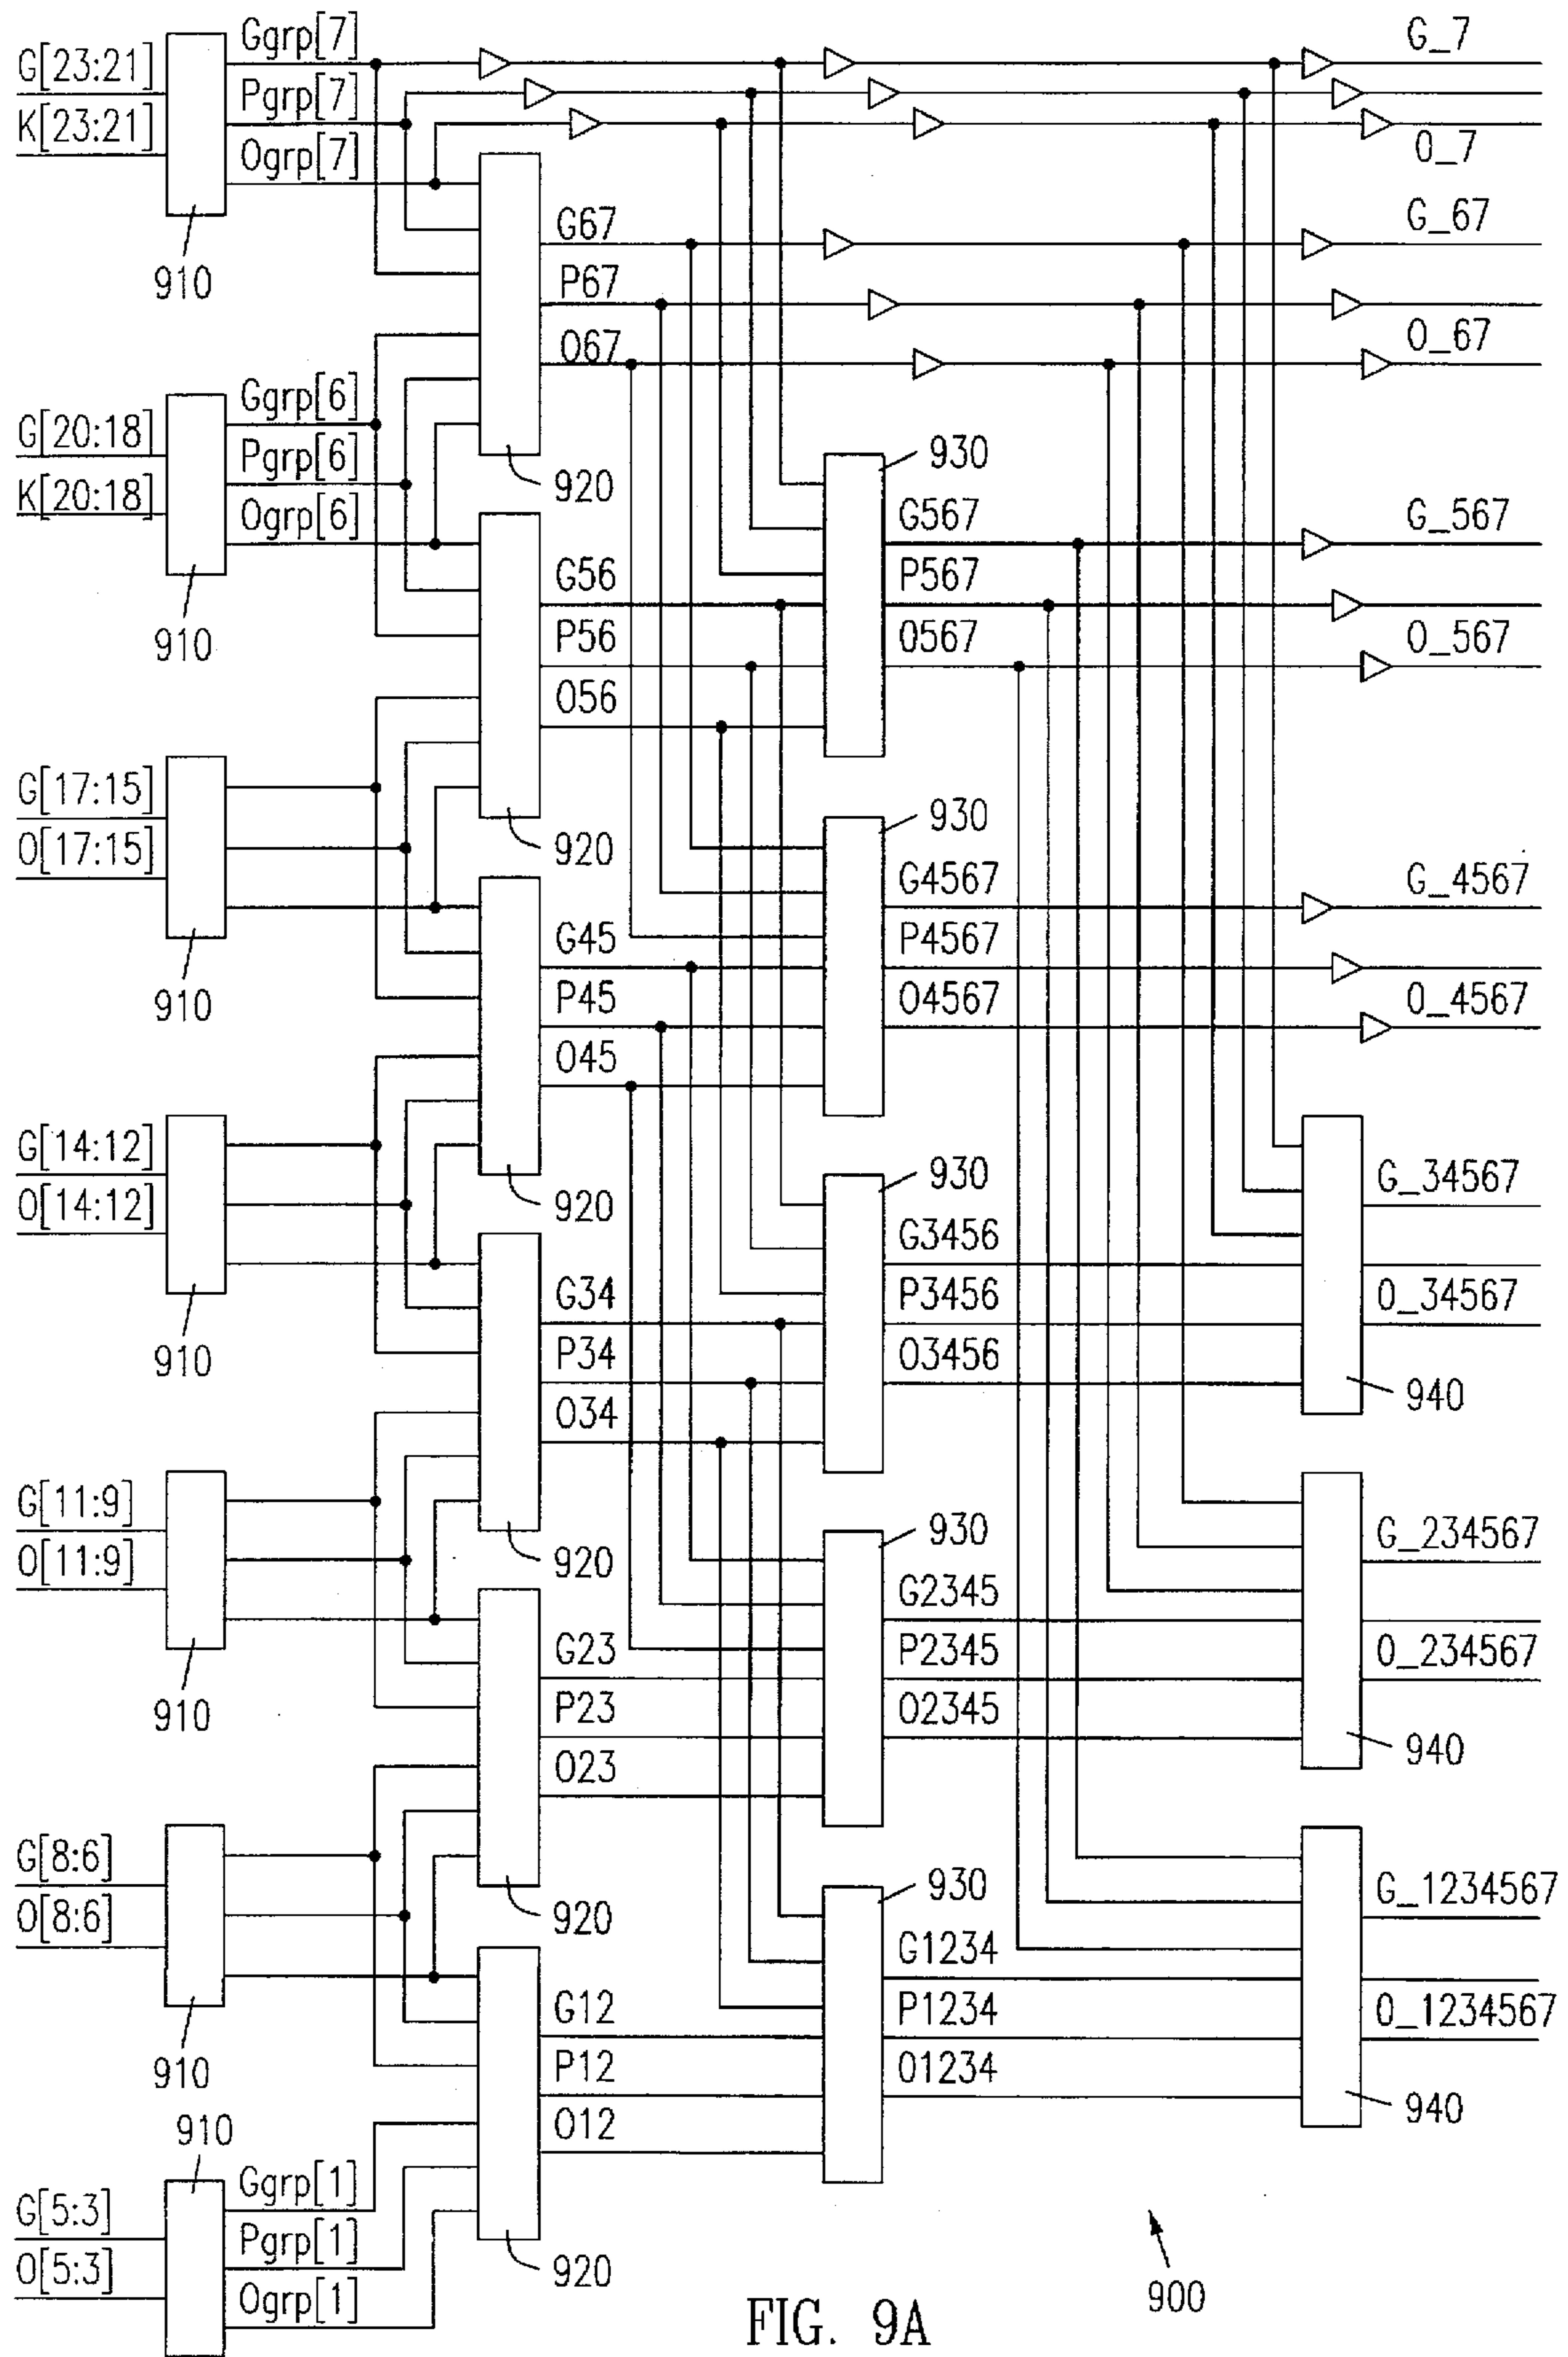 Ggrp[7]
G[23:21]
Pgrp[7]
K[23:21]
Ogrp[7]
910
G_7
O_7
G67
G_67
P67
O67
O_67
Ggrp[6]
G[20:18]
Pgrp[6]
K[20:18]
Ogrp[6]
910
920
930
G567
G_567
G56
P567
P56
O567
O_567
O56
G[17:15]
O[17:15]
910
920
930
G4567
G_4567
G45
P4567
P45
O4567
O_4567
O45
G[14:12]
O[14:12]
910
920
930
G_34567
G3456
G34
P3456
O_34567
P34
O3456
O34
940
G[11:9]
O[11:9]
910
920
930
G_234567
G2345
G23
P2345
O_234567
P23
O2345
O23
940
G[8:6]
O[8:6]
910
920
930
G_1234567
G1234
G12
P1234
O_1234567
P12
O1234
O12
940
910
Ggrp[1]
G[5:3]
Pgrp[1]
O[5:3]
Ogrp[1]
920
900
FIG. 9A